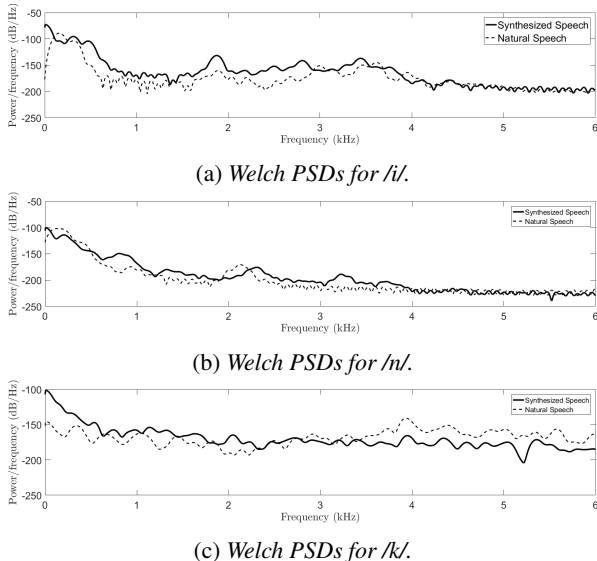 -50
-100
-150
-200
-250
Power/frequency (dB/Hz)
Synthesized Speech
Natural Speech
0 1 2 3 4 5 6
Frequency (kHz)
(a) Welch PSDs for /i/.
-50
-100
-150
-200
-250
Power/frequency (dB/Hz)
Synthesized Speech
Natural Speech
0 1 2 3 4 5 6
Frequency (kHz)
(b) Welch PSDs for /n/.
-100
-150
-200
-250
Power/frequency (dB/Hz)
Synthesized Speech
Natural Speech
0 1 2 3 4 5 6
Frequency (kHz)
(c) Welch PSDs for /k/.